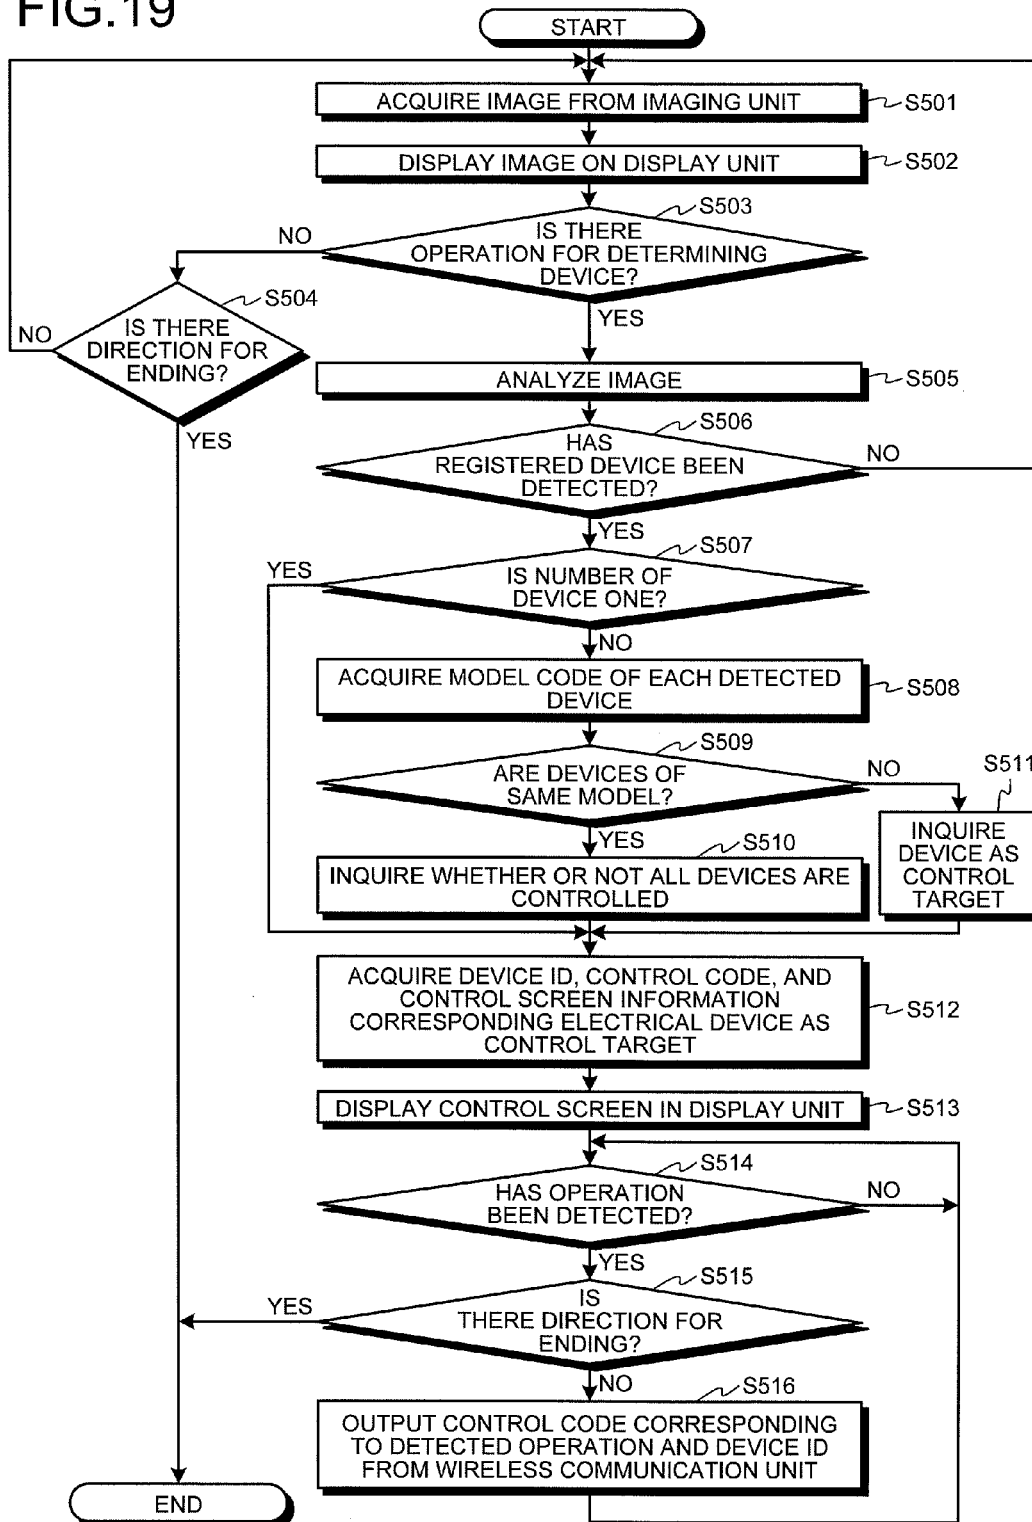 FIG.19
START
ACQUIRE IMAGE FROM IMAGING UNIT
S501
DISPLAY IMAGE ON DISPLAY UNIT
S502
S503
IS THERE
OPERATION FOR DETERMINING
DEVICE?
NO
YES
S504
IS THERE
DIRECTION FOR
ENDING?
NO
YES
ANALYZE IMAGE
S505
S506
HAS
REGISTERED DEVICE BEEN
DETECTED?
NO
YES
S507
IS NUMBER OF
DEVICE ONE?
YES
NO
ACQUIRE MODEL CODE OF EACH DETECTED
DEVICE
S508
S509
ARE DEVICES OF
SAME MODEL?
NO
YES
S510
INQUIRE WHETHER OR NOT ALL DEVICES ARE
CONTROLLED
S511
INQUIRE
DEVICE AS
CONTROL
TARGET
ACQUIRE DEVICE ID, CONTROL CODE, AND
CONTROL SCREEN INFORMATION
CORRESPONDING ELECTRICAL DEVICE AS
CONTROL TARGET
S512
DISPLAY CONTROL SCREEN IN DISPLAY UNIT
S513
S514
HAS OPERATION
BEEN DETECTED?
NO
YES
S515
IS
THERE DIRECTION FOR
ENDING?
YES
NO
S516
OUTPUT CONTROL CODE CORRESPONDING
TO DETECTED OPERATION AND DEVICE ID
FROM WIRELESS COMMUNICATION UNIT
END